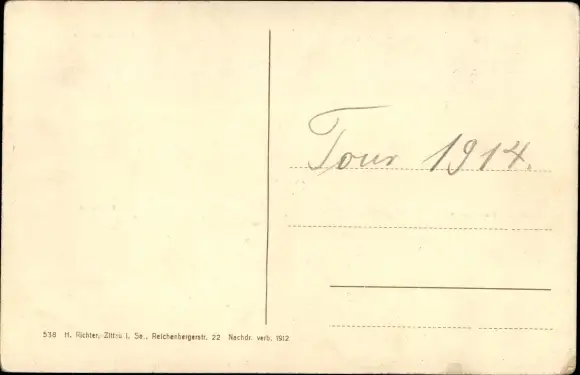 Tour 1914.
538 H. Richter, Zittau i. Sa., Reichenbergerstr. 22 Nachdr. verb. 1912